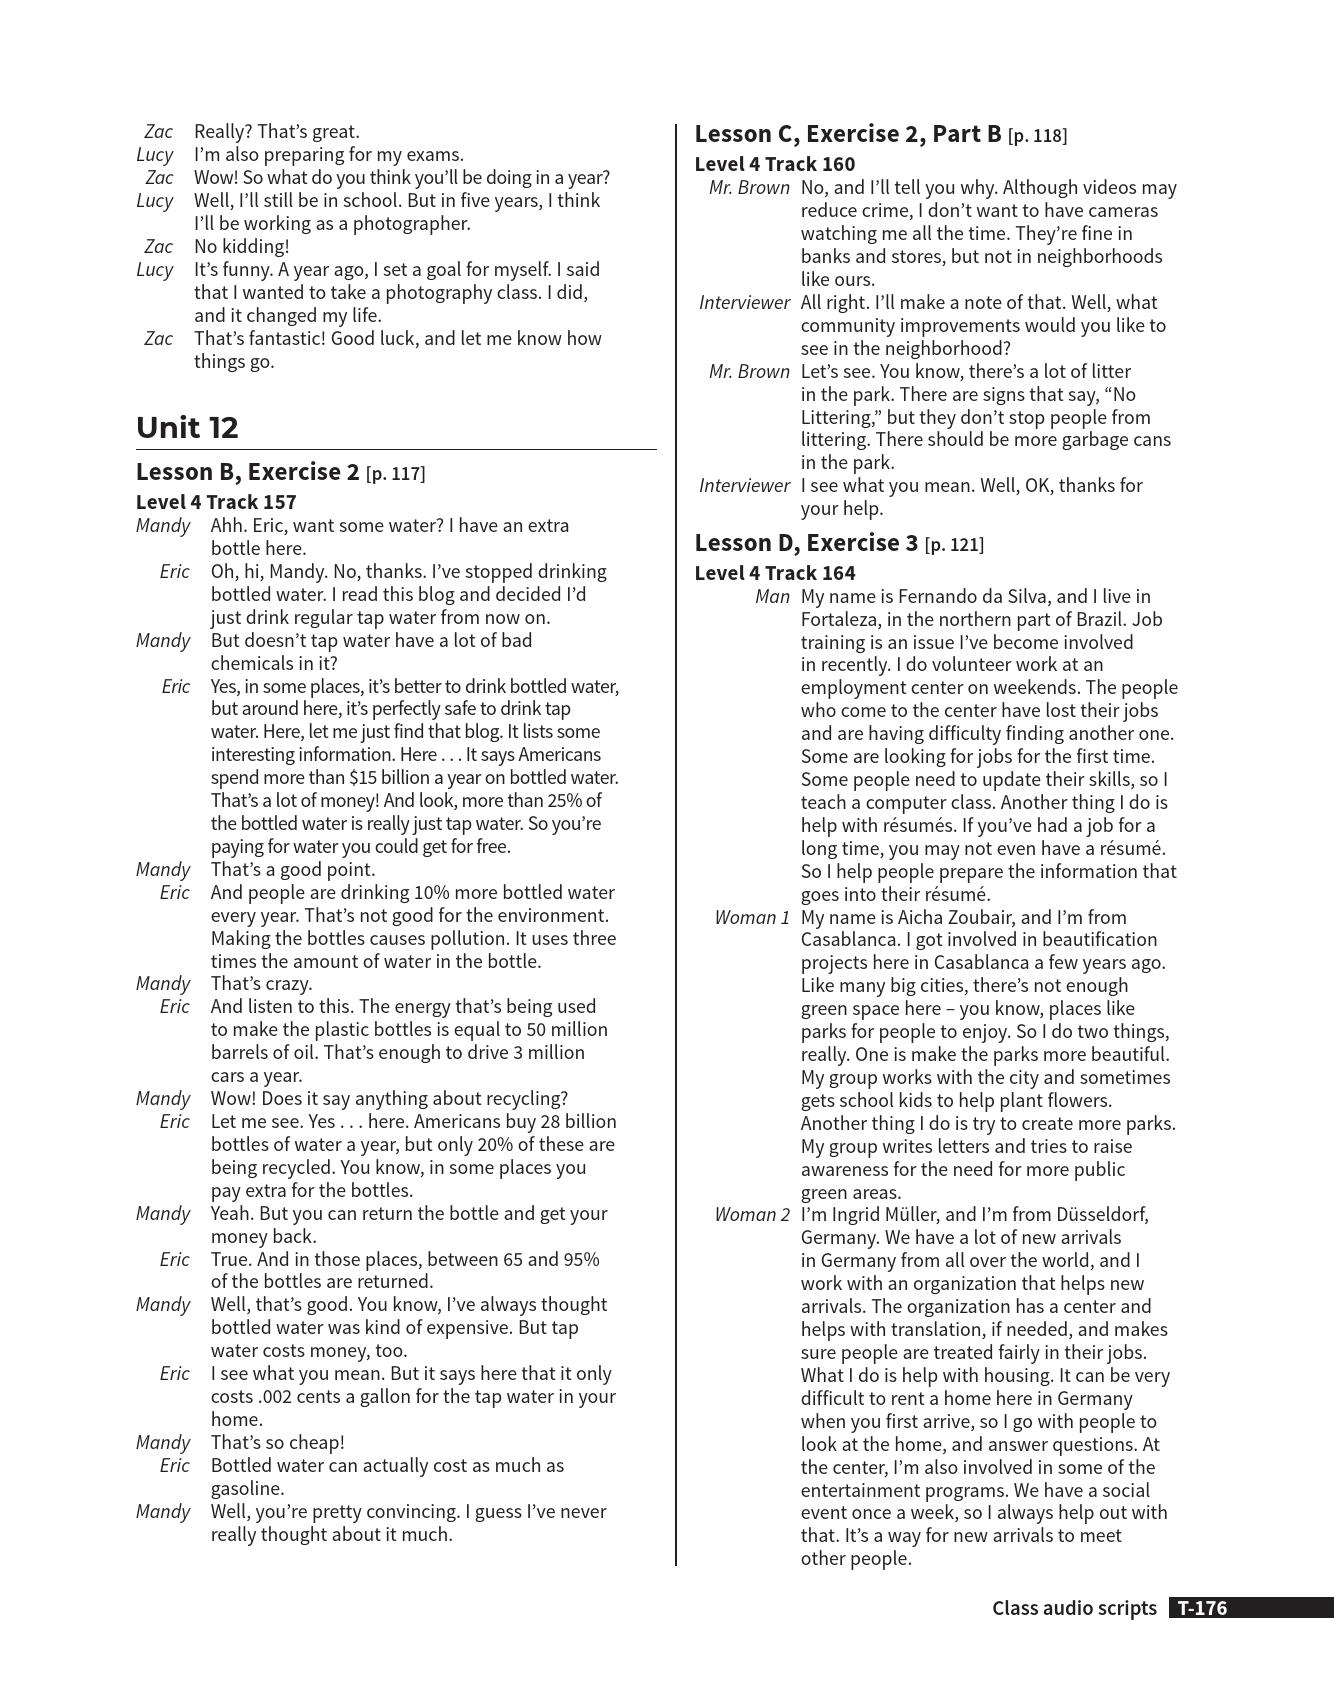 Zac Really? That’s great.
Lucy I’m also preparing for my exams.
Zac Wow! So what do you think you’ll be doing in a year?
Lucy Well, I’ll still be in school. But in five years, I think
I’ll be working as a photographer.
Zac No kidding!
Lucy It’s funny. A year ago, I set a goal for myself. I said
that I wanted to take a photography class. I did,
and it changed my life.
Zac That’s fantastic! Good luck, and let me know how
things go.
Unit 12
Lesson B, Exercise 2 [p. 117]
Level 4 Track 157
Mandy Ahh. Eric, want some water? I have an extra
bottle here.
Eric Oh, hi, Mandy. No, thanks. I’ve stopped drinking
bottled water. I read this blog and decided I’d
just drink regular tap water from now on.
Mandy But doesn’t tap water have a lot of bad
chemicals in it?
Eric Yes, in some places, it’s better to drink bottled water,
but around here, it’s perfectly safe to drink tap
water. Here, let me just find that blog. It lists some
interesting information. Here . . . It says Americans
spend more than $15 billion a year on bottled water.
That’s a lot of money! And look, more than 25% of
the bottled water is really just tap water. So you’re
paying for water you could get for free.
Mandy That’s a good point.
Eric And people are drinking 10% more bottled water
every year. That’s not good for the environment.
Making the bottles causes pollution. It uses three
times the amount of water in the bottle.
Mandy That’s crazy.
Eric And listen to this. The energy that’s being used
to make the plastic bottles is equal to 50 million
barrels of oil. That’s enough to drive 3 million
cars a year.
Mandy Wow! Does it say anything about recycling?
Eric Let me see. Yes . . . here. Americans buy 28 billion
bottles of water a year, but only 20% of these are
being recycled. You know, in some places you
pay extra for the bottles.
Mandy Yeah. But you can return the bottle and get your
money back.
Eric True. And in those places, between 65 and 95%
of the bottles are returned.
Mandy Well, that’s good. You know, I’ve always thought
bottled water was kind of expensive. But tap
water costs money, too.
Eric I see what you mean. But it says here that it only
costs .002 cents a gallon for the tap water in your
home.
Mandy That’s so cheap!
Eric Bottled water can actually cost as much as
gasoline.
Mandy Well, you’re pretty convincing. I guess I’ve never
really thought about it much.
Lesson C, Exercise 2, Part B [p. 118]
Level 4 Track 160
Mr. Brown No, and I’ll tell you why. Although videos may
reduce crime, I don’t want to have cameras
watching me all the time. They’re fine in
banks and stores, but not in neighborhoods
like ours.
Interviewer All right. I’ll make a note of that. Well, what
community improvements would you like to
see in the neighborhood?
Mr. Brown Let’s see. You know, there’s a lot of litter
in the park. There are signs that say, “No
Littering,” but they don’t stop people from
littering. There should be more garbage cans
in the park.
Interviewer I see what you mean. Well, OK, thanks for
your help.
Lesson D, Exercise 3 [p. 121]
Level 4 Track 164
Man My name is Fernando da Silva, and I live in
Fortaleza, in the northern part of Brazil. Job
training is an issue I’ve become involved
in recently. I do volunteer work at an
employment center on weekends. The people
who come to the center have lost their jobs
and are having difficulty finding another one.
Some are looking for jobs for the first time.
Some people need to update their skills, so I
teach a computer class. Another thing I do is
help with résumés. If you’ve had a job for a
long time, you may not even have a résumé.
So I help people prepare the information that
goes into their résumé.
Woman 1 My name is Aicha Zoubair, and I’m from
Casablanca. I got involved in beautification
projects here in Casablanca a few years ago.
Like many big cities, there’s not enough
green space here – you know, places like
parks for people to enjoy. So I do two things,
really. One is make the parks more beautiful.
My group works with the city and sometimes
gets school kids to help plant flowers.
Another thing I do is try to create more parks.
My group writes letters and tries to raise
awareness for the need for more public
green areas.
Woman 2 I’m Ingrid Müller, and I’m from Düsseldorf,
Germany. We have a lot of new arrivals
in Germany from all over the world, and I
work with an organization that helps new
arrivals. The organization has a center and
helps with translation, if needed, and makes
sure people are treated fairly in their jobs.
What I do is help with housing. It can be very
difficult to rent a home here in Germany
when you first arrive, so I go with people to
look at the home, and answer questions. At
the center, I’m also involved in some of the
entertainment programs. We have a social
event once a week, so I always help out with
that. It’s a way for new arrivals to meet
other people.
Class audio scripts T-176